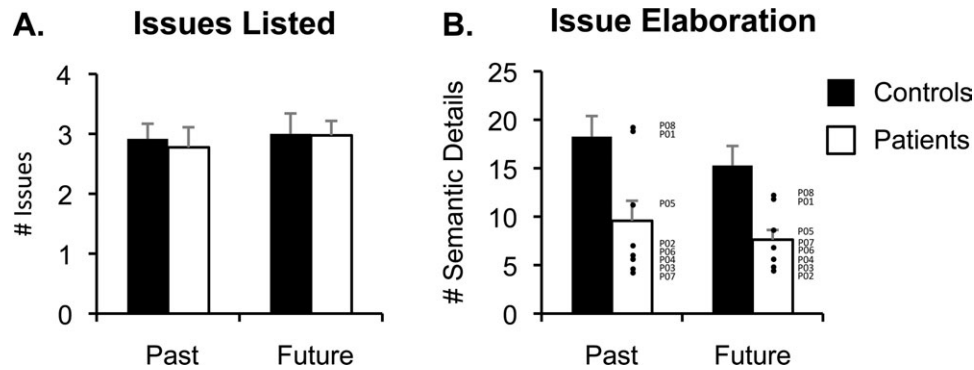 A. Issues Listed
# Issues
4
3
2
1
0
Past Future
B. Issue Elaboration
# Semantic Details
25
20
15
10
5
0
P08
P01
P05
P02
P06
P04
P03
P07
P08
P01
P05
P07
P06
P04
P03
P02
Past Future
Controls
Patients